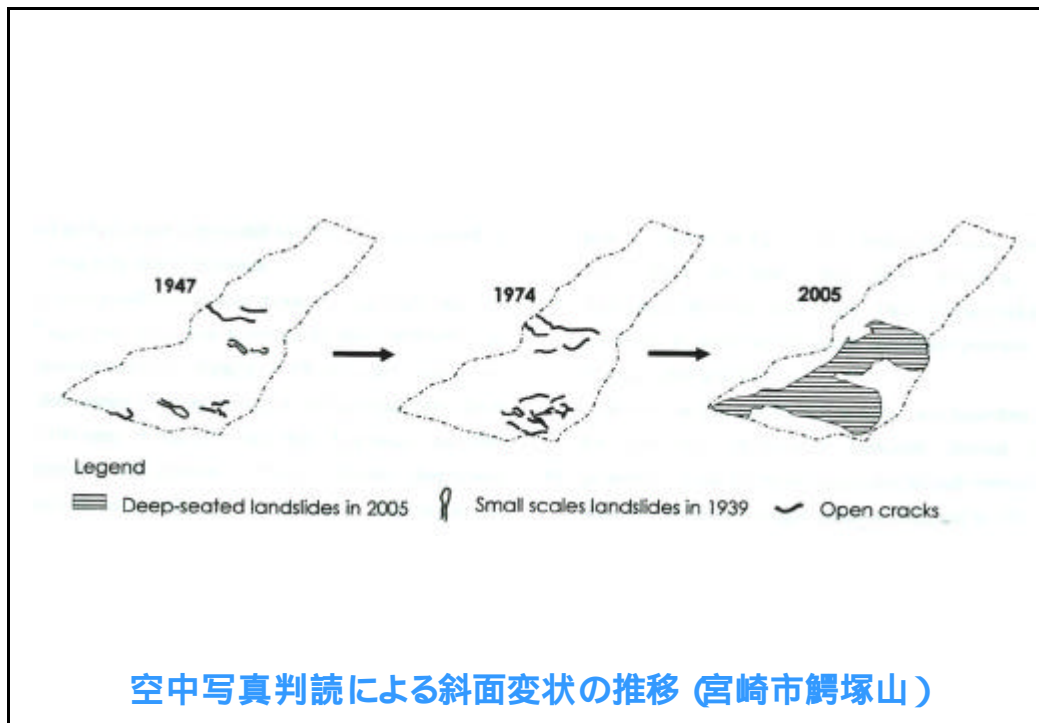 1947
1974
2005
Legend
Deep-seated landslides in 2005
Small scales landslides in 1939
Open cracks
空中写真判読による斜面変状の推移（宮崎市鰐塚山）